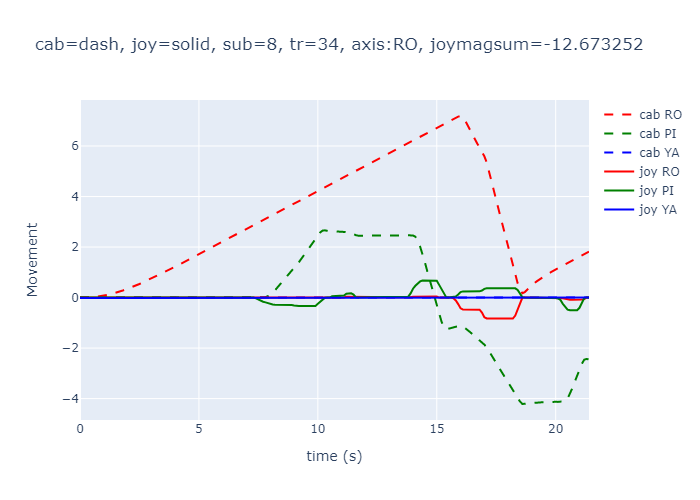 cab=dash, joy=solid, sub=8, tr=34, axis:RO, joymagsum=-12.673252
cab RO
cab PI
cab YA
joy RO
joy PI
joy YA
Movement
6
4
2
0
−2
−4
0
5
10
15
20
time (s)